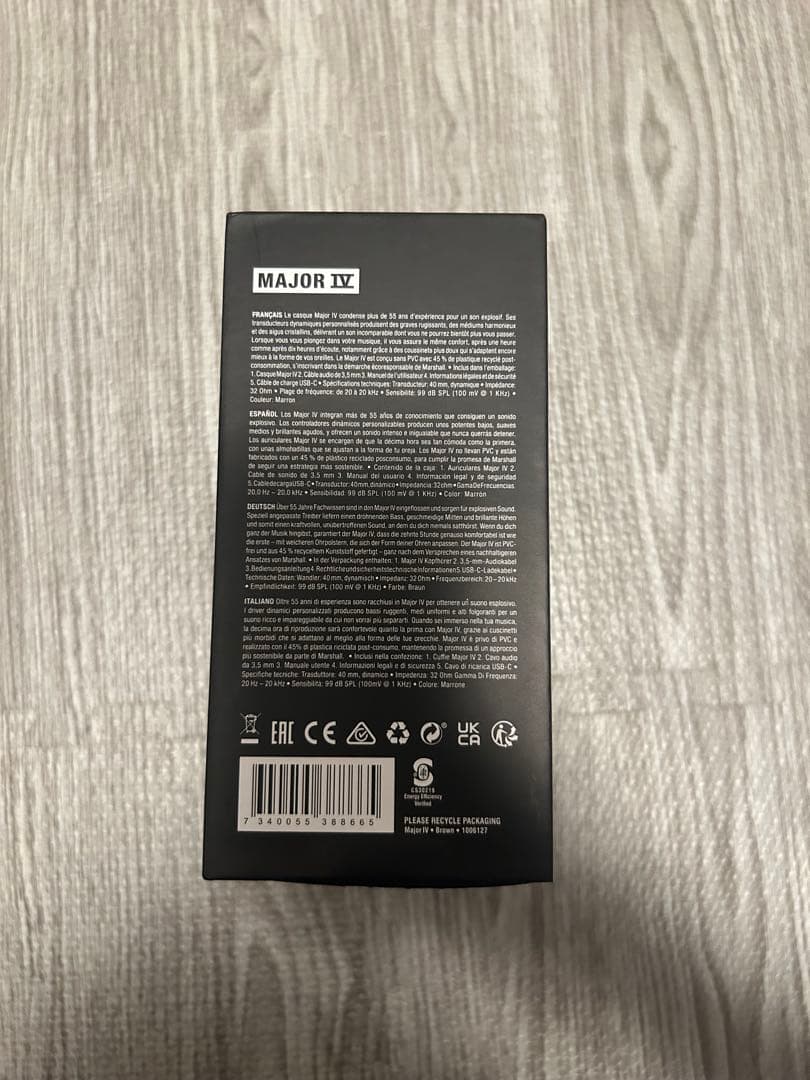 MAJOR IV
FRANÇAIS Le casque Major IV condense plus de 55 ans d'expérience pour un son explosif. Ses
transducteurs dynamiques personnalisés produisent des graves rugissants, des médiums harmonieux
et des aigus cristallins, délivrant un son incomparable dont vous ne pourrez bientôt plus vous passer.
Lorsque vous vous plongez dans votre musique, il vous assure le même confort, après une heure
comme après dix heures d'écoute, notamment grâce à des coussinets plus doux qui s'adaptent encore
mieux à la forme de vos oreilles. Le Major IV est conçu sans PVC avec 45 % de plastique recyclé post-
consommation, s'inscrivant dans la démarche écoresponsable de Marshall. • Inclus dans l'emballage:
1. Casque Major IV 2. Câble audio de 3,5 mm 3. Manuel de l'utilisateur 4. Informations légales et de sécurité
5. Câble de charge USB-C • Spécifications techniques: Transducteur: 40 mm, dynamique • Impédance:
32 Ohm • Plage de fréquence: de 20 à 20 kHz • Sensibilité: 99 dB SPL (100 mV @ 1 KHz) •
Couleur: Marron
ESPAÑOL Los Major IV integran más de 55 años de conocimiento que consiguen un sonido
explosivo. Los controladores dinámicos personalizables producen unos potentes bajos, suaves
medios y brillantes agudos, y ofrecen un sonido intenso e inigualable que nunca querrás detener.
Los auriculares Major IV se encargan de que la décima hora sea tan cómoda como la primera,
con unas almohadillas que se ajustan a la forma de tu oreja. Los Major IV no llevan PVC y están
fabricados con un 45 % de plástico reciclado posconsumo, para cumplir la promesa de Marshall
de seguir una estrategia más sostenible. • Contenido de la caja: 1. Auriculares Major IV 2.
Cable de sonido de 3,5 mm 3. Manual del usuario 4. Información legal y de seguridad
5. Cable de carga USB-C • Transductor: 40 mm, dinámico • Impedancia: 32 ohm • Gama De Frecuencias:
20,0 Hz – 20,0 kHz • Sensibilidad: 99 dB SPL (100 mV @ 1 KHz) • Color: Marrón
DEUTSCH Über 55 Jahre Fachwissen sind in den Major IV eingeflossen und sorgen für explosiven Sound.
Speziell angepasste Treiber liefern einen dröhnenden Bass, geschmeidige Mitten und brillante Höhen
und somit einen kraftvollen, unübertroffenen Sound, an dem du dich niemals satthörst. Wenn du dich
ganz der Musik hingibst, garantiert der Major IV, dass die zehnte Stunde genauso komfortabel ist wie
die erste – mit weicheren Ohrpolstern, die sich der Form deiner Ohren anpassen. Der Major IV ist PVC-
frei und aus 45 % recyceltem Kunststoff gefertigt – ganz nach dem Versprechen eines nachhaltigeren
Ansatzes von Marshall. • In der Verpackung enthalten: 1. Major IV Kopfhörer 2. 3,5-mm-Audiokabel
3. Bedienungsanleitung 4. Rechtliche und sicherheitstechnische Informationen 5. USB-C-Ladekabel •
Technische Daten: Wandler: 40 mm, dynamisch • Impedanz: 32 Ohm • Frequenzbereich: 20 – 20 kHz
• Empfindlichkeit: 99 dB SPL (100 mV @ 1 KHz) • Farbe: Braun
ITALIANO Oltre 55 anni di esperienza sono racchiusi in Major IV per ottenere un suono esplosivo.
I driver dinamici personalizzati producono bassi ruggenti, medi uniformi e alti folgoranti per un
suono ricco e impareggiabile da cui non vorrai più separarti. Quando sei immerso nella tua musica,
la decima ora di riproduzione sarà confortevole quanto la prima con Major IV, grazie ai cuscinetti
più morbidi che si adattano al meglio alla forma delle tue orecchie. Major IV è privo di PVC e
realizzato con il 45% di plastica riciclata post-consumo, mantenendo la promessa di un approccio
più sostenibile da parte di Marshall. • Inclusi nella confezione: 1. Cuffie Major IV 2. Cavo audio
da 3,5 mm 3. Manuale utente 4. Informazioni legali e di sicurezza 5. Cavo di ricarica USB-C •
Specifiche tecniche: Trasduttore: 40 mm, dinamico • Impedenza: 32 Ohm Gamma Di Frequenza:
20 Hz – 20 kHz • Sensibilità: 99 dB SPL (100mV @ 1 KHz) • Colore: Marrone
EAC CE UK CA
CS30219
Energy Efficiency
Verified
7 340055 388665
PLEASE RECYCLE PACKAGING
Major IV • Brown • 1006127